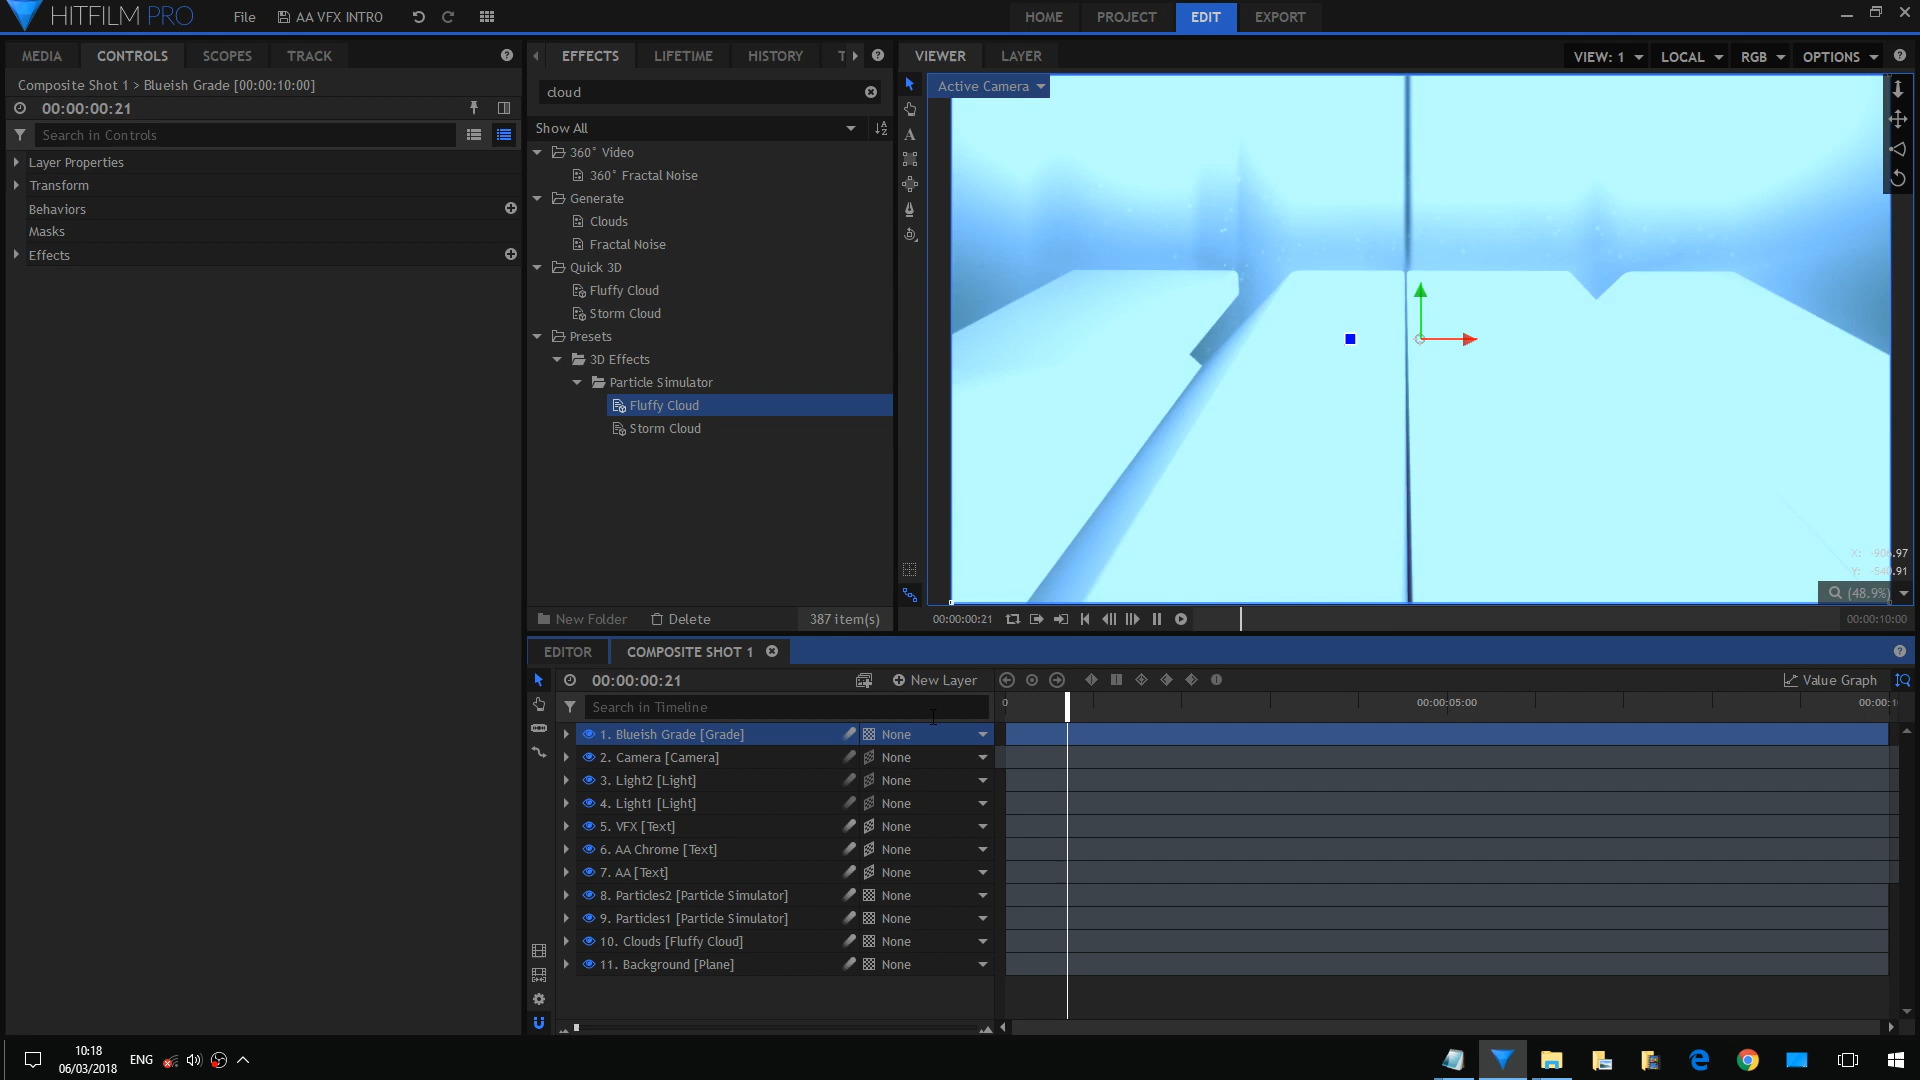 HITFILM PRO
File
AA VFX INTRO
HOME
PROJECT
EDIT
EXPORT
MEDIA
CONTROLS
SCOPES
TRACK
Composite Shot 1 > Blueish Grade [00:00:10:00]
00:00:00:21
Search in Controls
Layer Properties
Transform
Behaviors
Masks
Effects
EFFECTS
LIFETIME
HISTORY
T
cloud
Show All
360° Video
360° Fractal Noise
Generate
Clouds
Fractal Noise
Quick 3D
Fluffy Cloud
Storm Cloud
Presets
3D Effects
Particle Simulator
Fluffy Cloud
Storm Cloud
New Folder
Delete
387 item(s)
VIEWER
LAYER
VIEW: 1
LOCAL
RGB
OPTIONS
Active Camera
X: -906.97
Y: -540.91
(48.9%)
00:00:00:21
00:00:10:00
EDITOR
COMPOSITE SHOT 1
00:00:00:21
New Layer
Value Graph
Search in Timeline
0
00:00:05:00
00:00:1
1. Blueish Grade [Grade] None
2. Camera [Camera] None
3. Light2 [Light] None
4. Light1 [Light] None
5. VFX [Text] None
6. AA Chrome [Text] None
7. AA [Text] None
8. Particles2 [Particle Simulator] None
9. Particles1 [Particle Simulator] None
10. Clouds [Fluffy Cloud] None
11. Background [Plane] None
10:18
06/03/2018
ENG